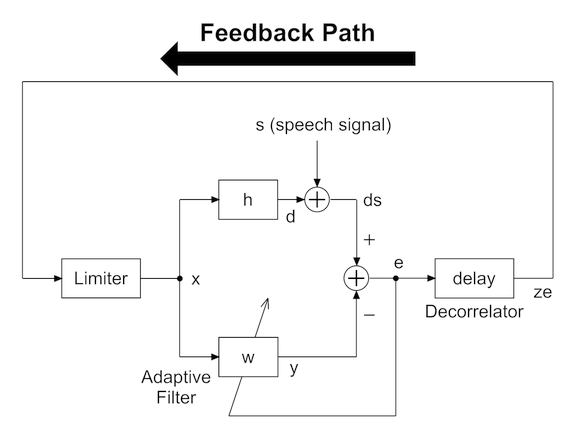 Feedback Path
s (speech signal)
h
d
ds
+
Limiter
x
e
delay
ze
Decorrelator
–
w
y
Adaptive
Filter